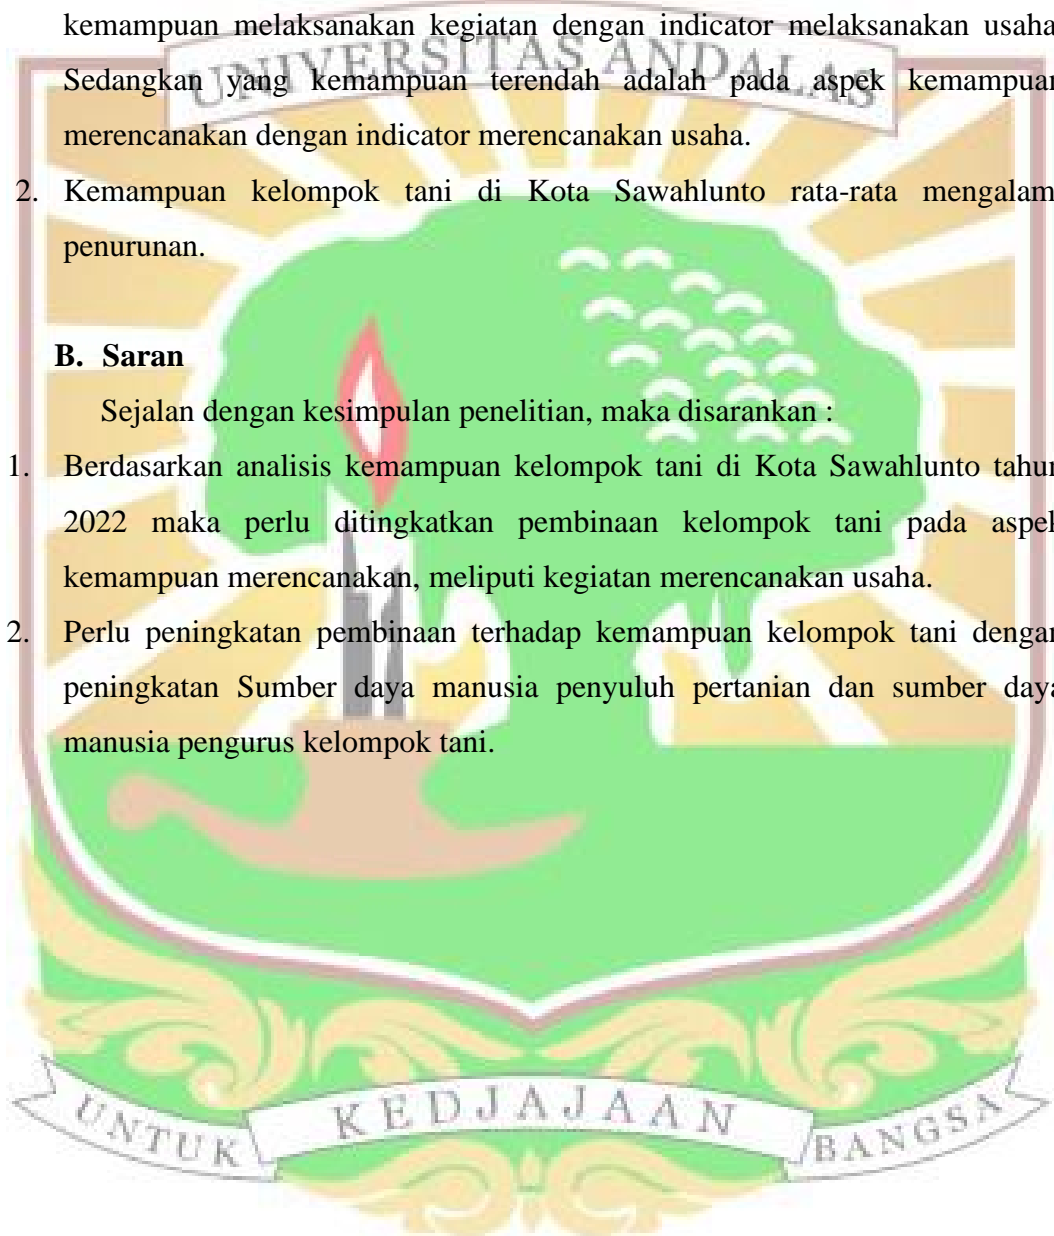 kemampuan melaksanakan kegiatan dengan indicator melaksanakan usaha
UNIVERSITAS ANDALAS
Sedangkan yang kemampuan terendah adalah pada aspek kemampuan
merencanakan dengan indicator merencanakan usaha.
2. Kemampuan kelompok tani di Kota Sawahlunto rata-rata mengalam
penurunan.
B. Saran
Sejalan dengan kesimpulan penelitian, maka disarankan :
1. Berdasarkan analisis kemampuan kelompok tani di Kota Sawahlunto tahun
2022 maka perlu ditingkatkan pembinaan kelompok tani pada aspek
kemampuan merencanakan, meliputi kegiatan merencanakan usaha.
2. Perlu peningkatan pembinaan terhadap kemampuan kelompok tani dengan
peningkatan Sumber daya manusia penyuluh pertanian dan sumber daya
manusia pengurus kelompok tani.
UNTUK KEDJAJAAN BANGSA